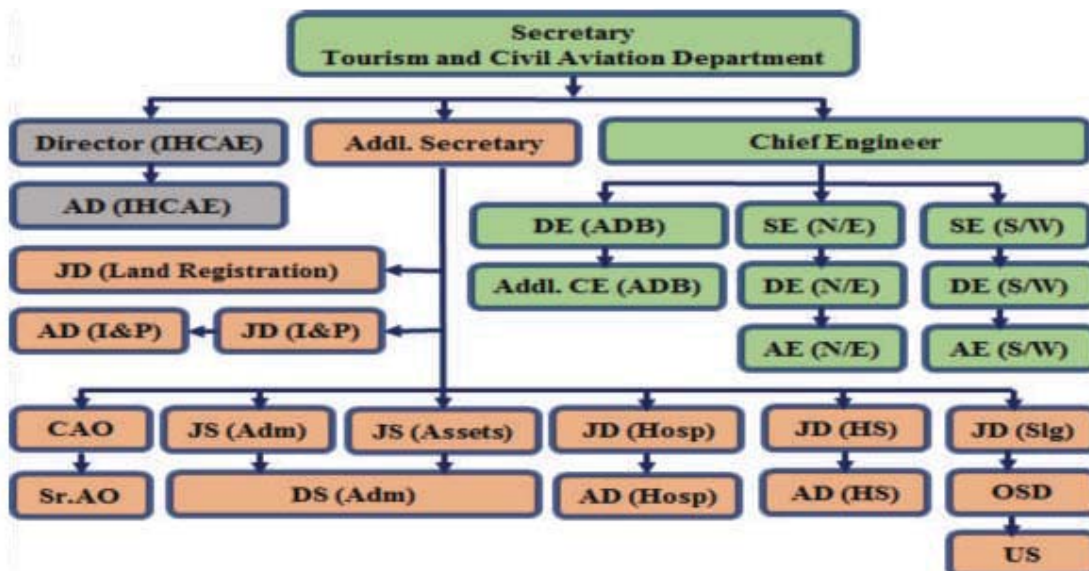 Secretary
Tourism and Civil Aviation Department
Director (IHCAE)
Addl. Secretary
Chief Engineer
AD (IHCAE)
DE (ADB)
SE (N/E)
SE (S/W)
JD (Land Registration)
Addl. CE (ADB)
DE (N/E)
DE (S/W)
AD (I&P)
JD (I&P)
AE (N/E)
AE (S/W)
CAO
JS (Adm)
JS (Assets)
JD (Hosp)
JD (HS)
JD (Slg)
Sr.AO
DS (Adm)
AD (Hosp)
AD (HS)
OSD
US